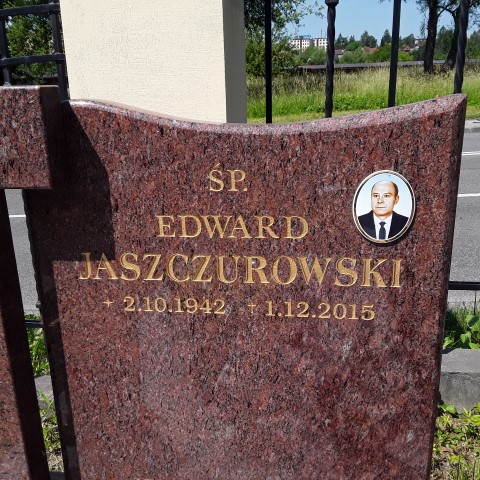 ŚP.
EDWARD
JASZCZUROWSKI
+ 2.10.1942 + 1.12.2015